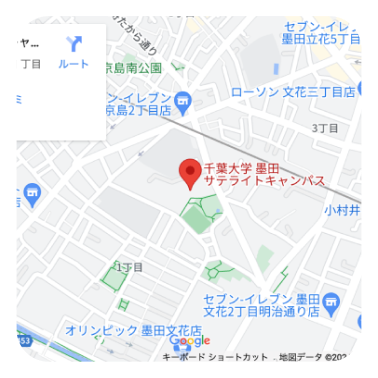 たから通り
セブン-イレブ
墨田立花5丁目
ャ...
丁目
ルート
京島南公園
ミ
ン-イレブン
京島2丁目店
ローソン 文花三丁目店
3丁目
千葉大学 墨田
サテライトキャンパス
店
小村井
1丁目
セブン-イレブン 墨田
文花2丁目明治通り店
オリンピック 墨田文花店
453
Google
キーボード ショートカット
地図データ ©202